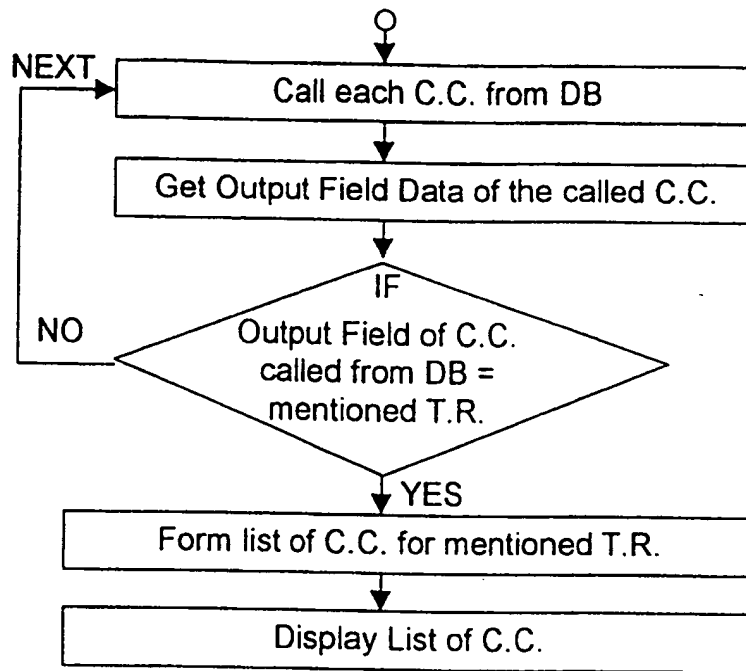 NEXT
Call each C.C. from DB
Get Output Field Data of the called C.C.
IF
NO
Output Field of C.C.
called from DB =
mentioned T.R.
YES
Form list of C.C. for mentioned T.R.
Display List of C.C.